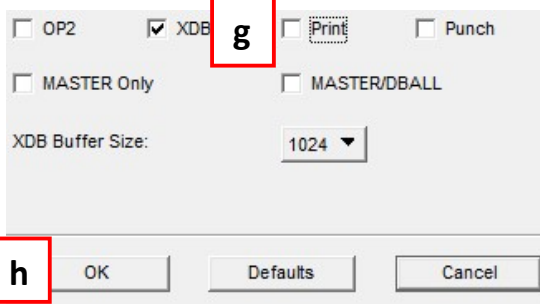 OP2 XDB g Print Punch
MASTER Only MASTER/DBALL
XDB Buffer Size: 1024
h OK Defaults Cancel